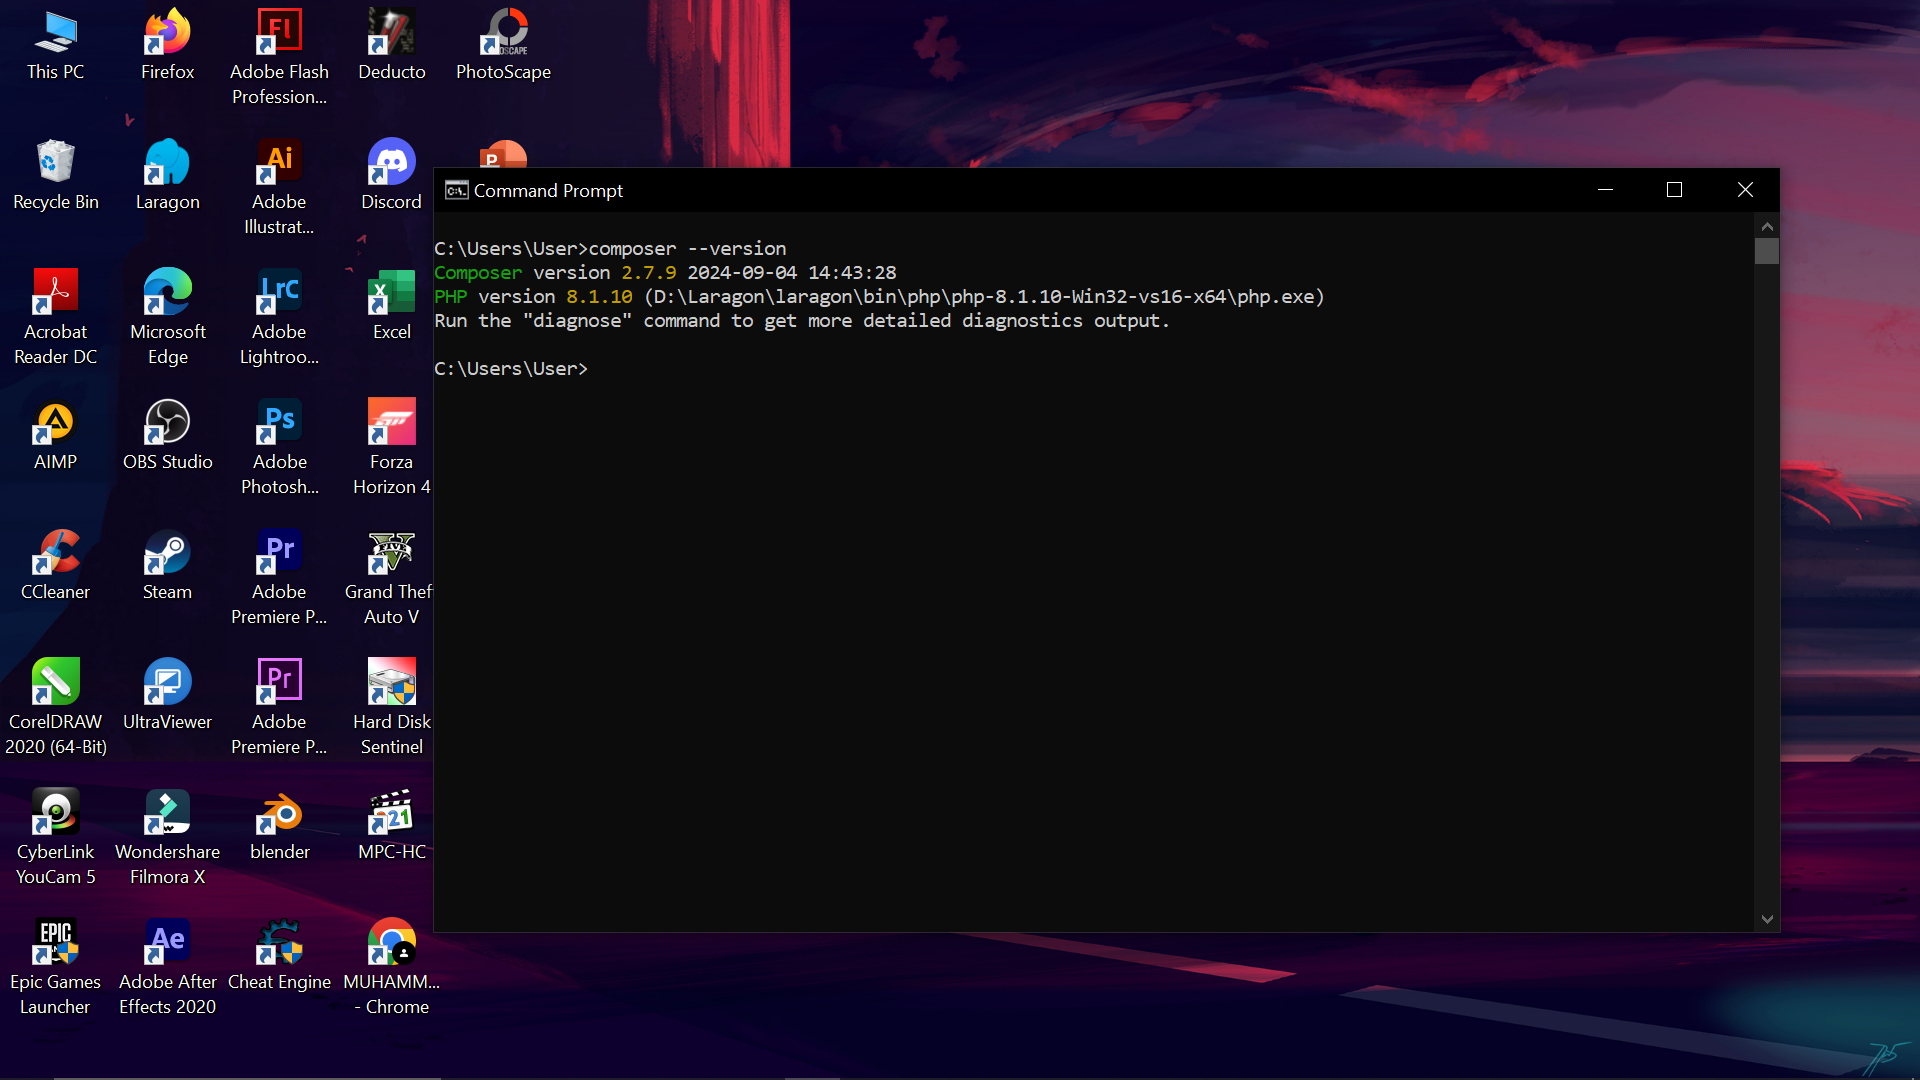 This PC
Firefox
Adobe Flash
Profession...
Deducto
PhotoScape
Recycle Bin
Laragon
Adobe
Illustrat...
Discord
Acrobat
Reader DC
Microsoft
Edge
Adobe
Lightroo...
Excel
AIMP
OBS Studio
Adobe
Photosh...
Forza
Horizon 4
CCleaner
Steam
Adobe
Premiere P...
Grand Thef
Auto V
CorelDRAW
2020 (64-Bit)
UltraViewer
Adobe
Premiere P...
Hard Disk
Sentinel
CyberLink
YouCam 5
Wondershare
Filmora X
blender
MPC-HC
Epic Games
Launcher
Adobe After
Effects 2020
Cheat Engine
MUHAMM...
- Chrome
Command Prompt
C:\Users\User>composer --version
Composer version 2.7.9 2024-09-04 14:43:28
PHP version 8.1.10 (D:\Laragon\laragon\bin\php\php-8.1.10-Win32-vs16-x64\php.exe)
Run the "diagnose" command to get more detailed diagnostics output.
C:\Users\User>